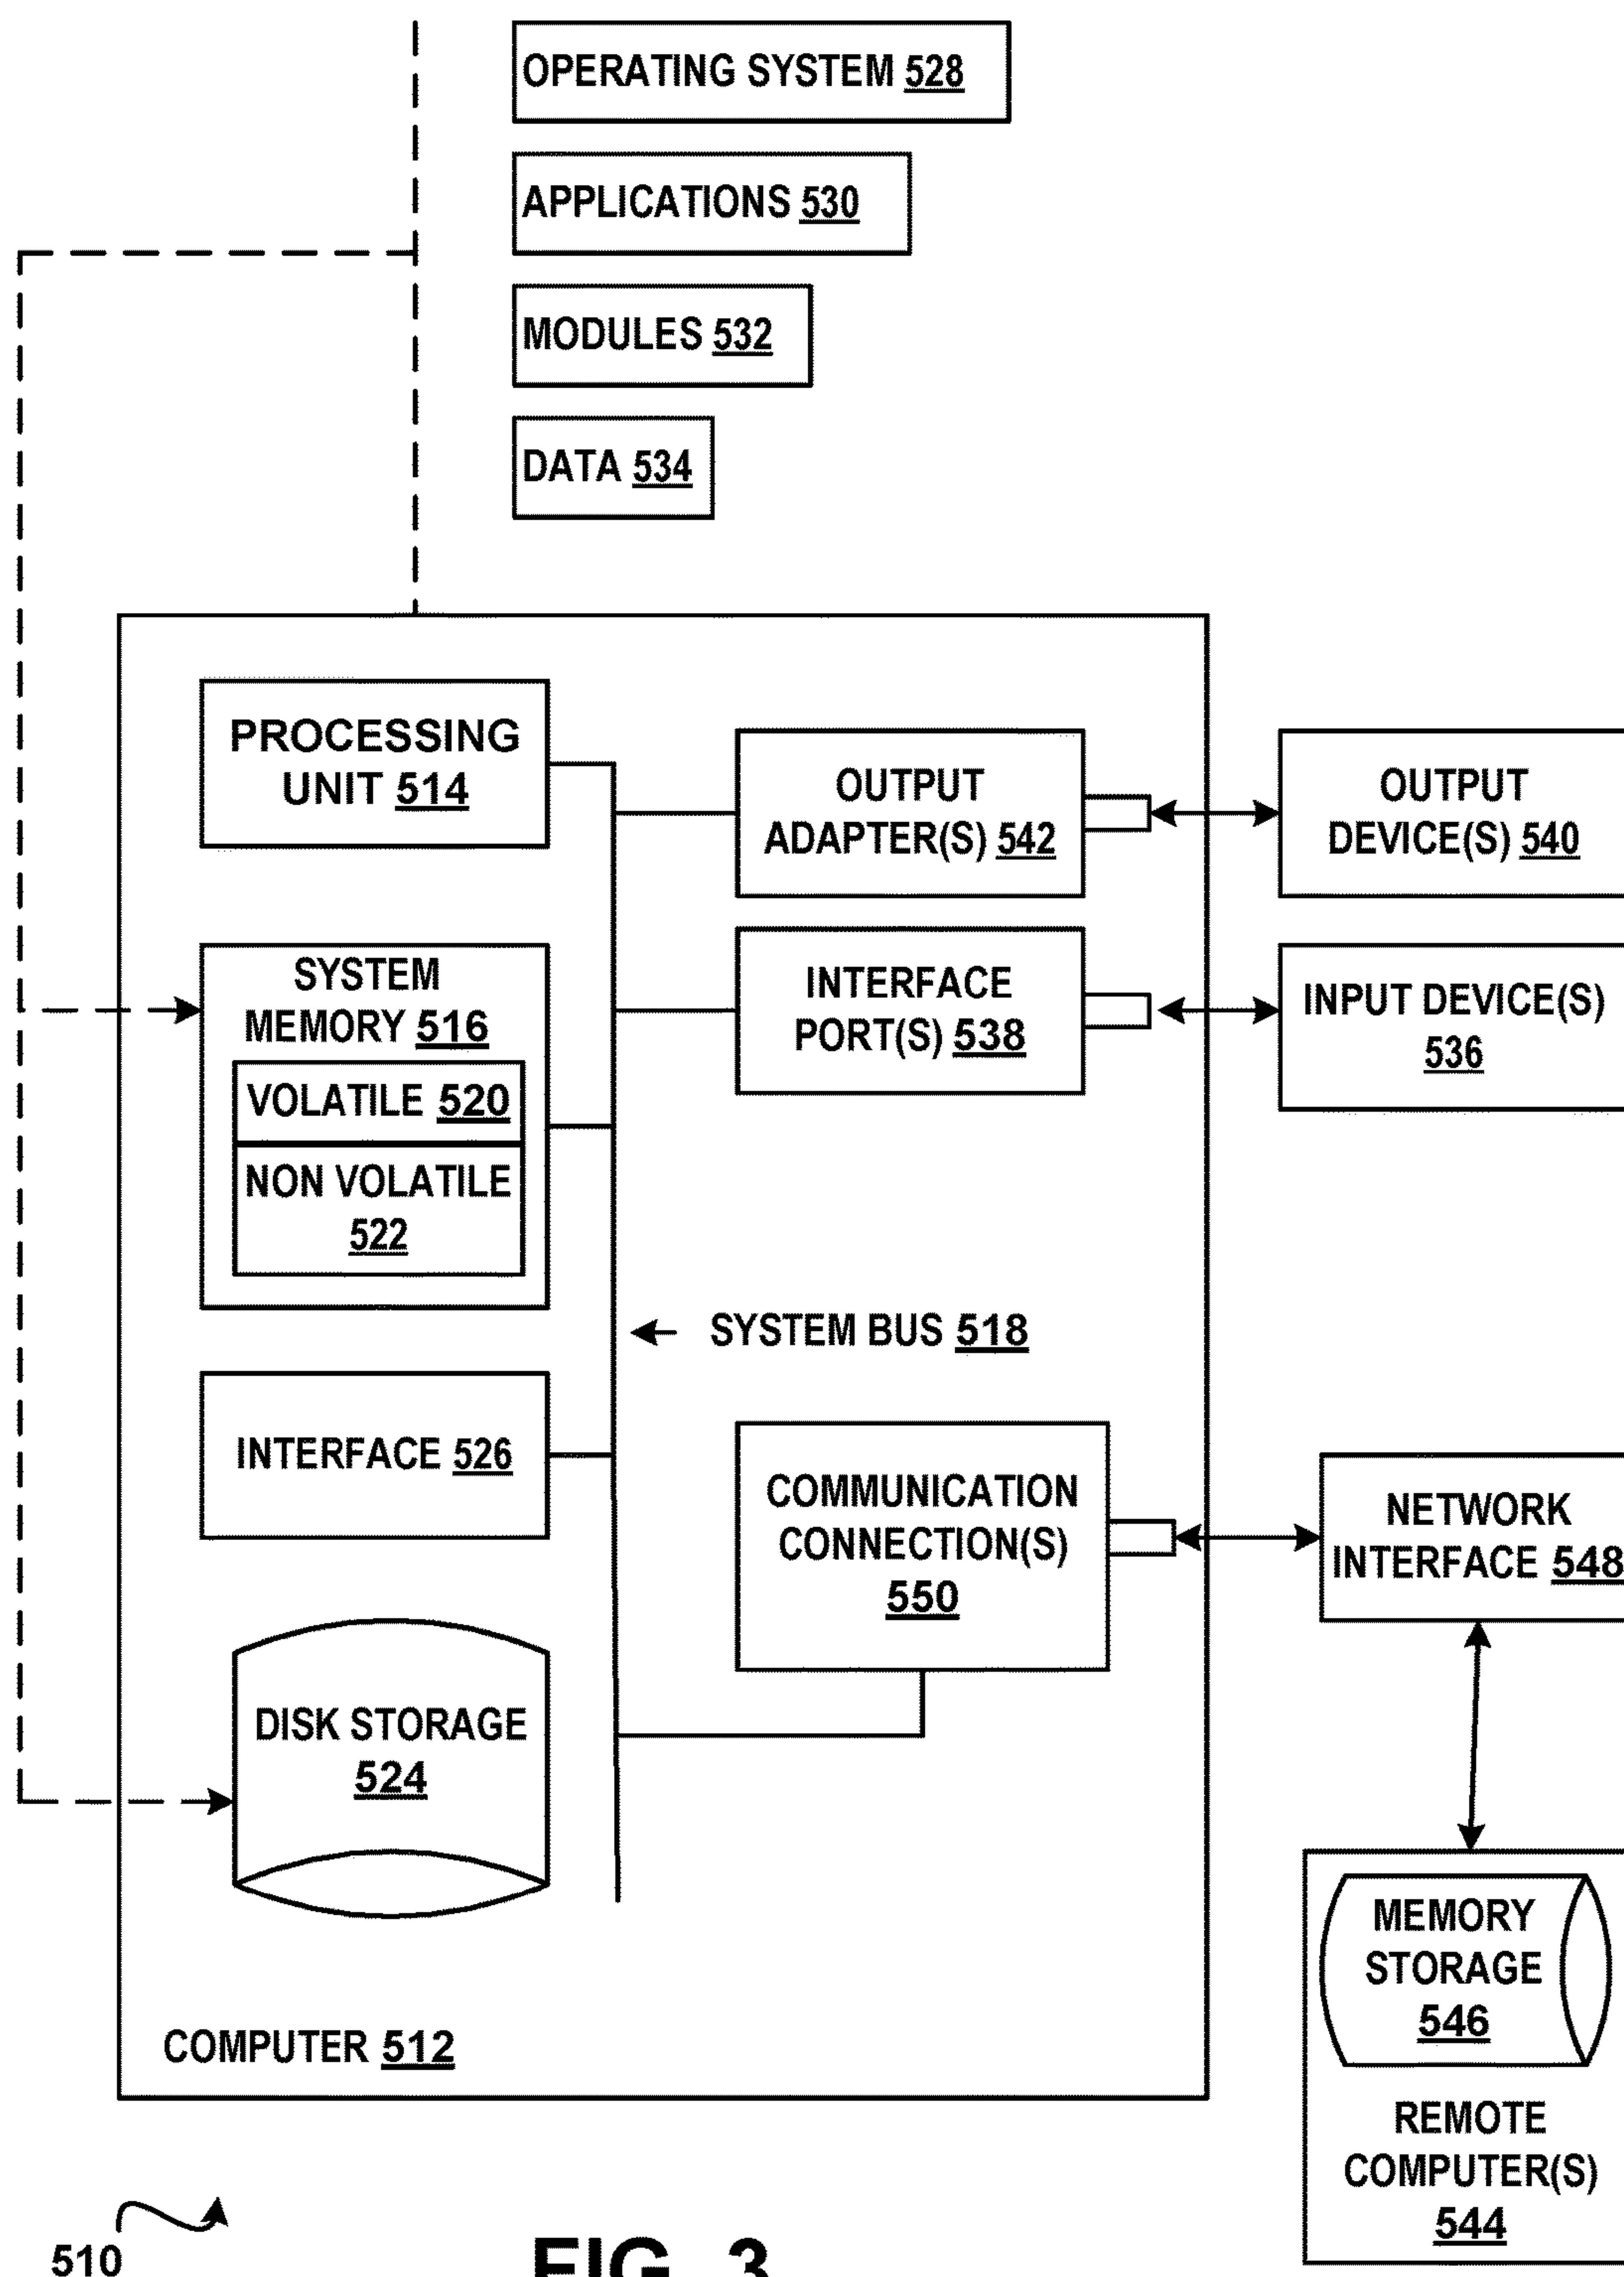 OPERATING SYSTEM 528
APPLICATIONS 530
MODULES 532
DATA 534
PROCESSING
UNIT 514
OUTPUT
ADAPTER(S) 542
OUTPUT
DEVICE(S) 540
SYSTEM
MEMORY 516
VOLATILE 520
NON VOLATILE
522
INTERFACE
PORT(S) 538
INPUT DEVICE(S)
536
SYSTEM BUS 518
INTERFACE 526
COMMUNICATION
CONNECTION(S)
550
NETWORK
INTERFACE 548
DISK STORAGE
524
MEMORY
STORAGE
546
REMOTE
COMPUTER(S)
544
COMPUTER 512
510
FIG. 3